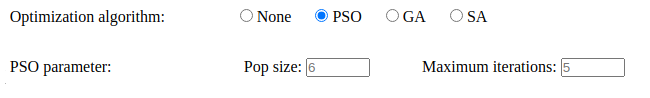 Optimization algorithm: None PSO GA SA
PSO parameter: Pop size: 6 Maximum iterations: 5